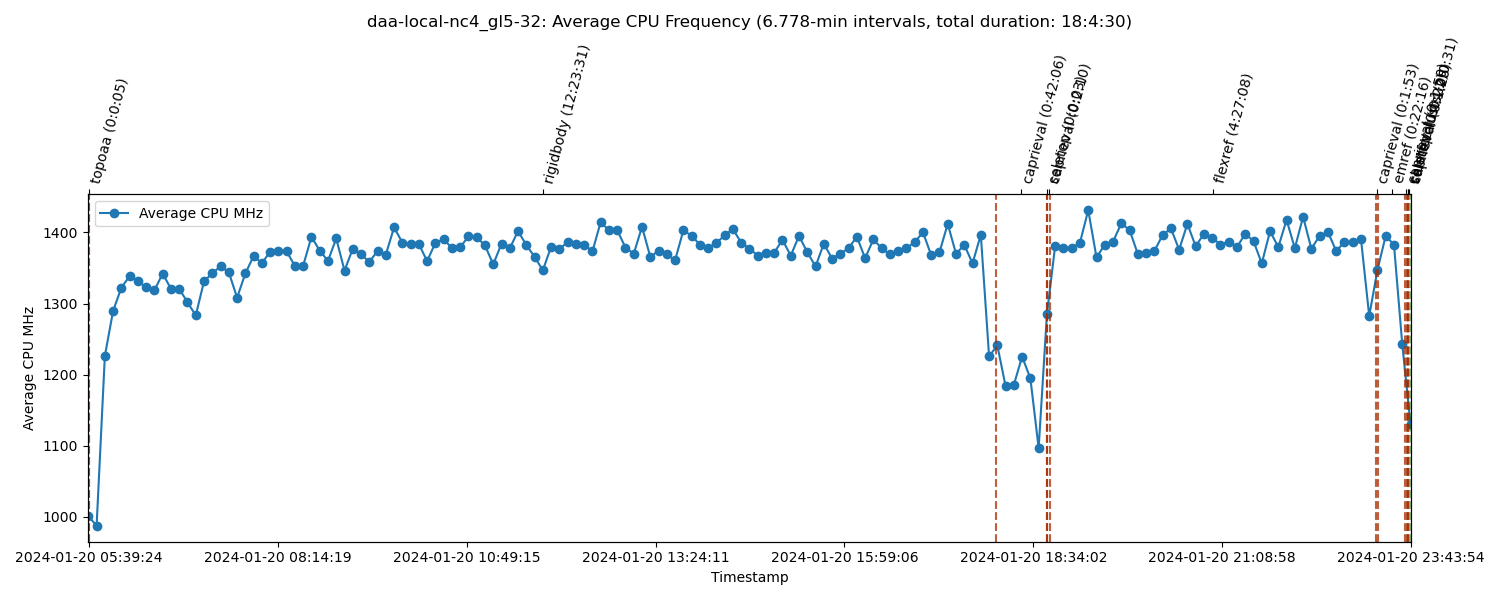 daa-local-nc4_gl5-32: Average CPU Frequency (6.778-min intervals, total duration: 18:4:30)
topoaa (0:0:05)
rigidbody (12:23:31)
caprieval (0:42:06)
flexref (4:27:08)
caprieval (0:1:53)
emref (0:22:16)
Average CPU MHz
Average CPU MHz
1400
1300
1200
1100
1000
2024-01-20 05:39:24
2024-01-20 08:14:19
2024-01-20 10:49:15
2024-01-20 13:24:11
2024-01-20 15:59:06
2024-01-20 18:34:02
2024-01-20 21:08:58
2024-01-20 23:43:54
Timestamp